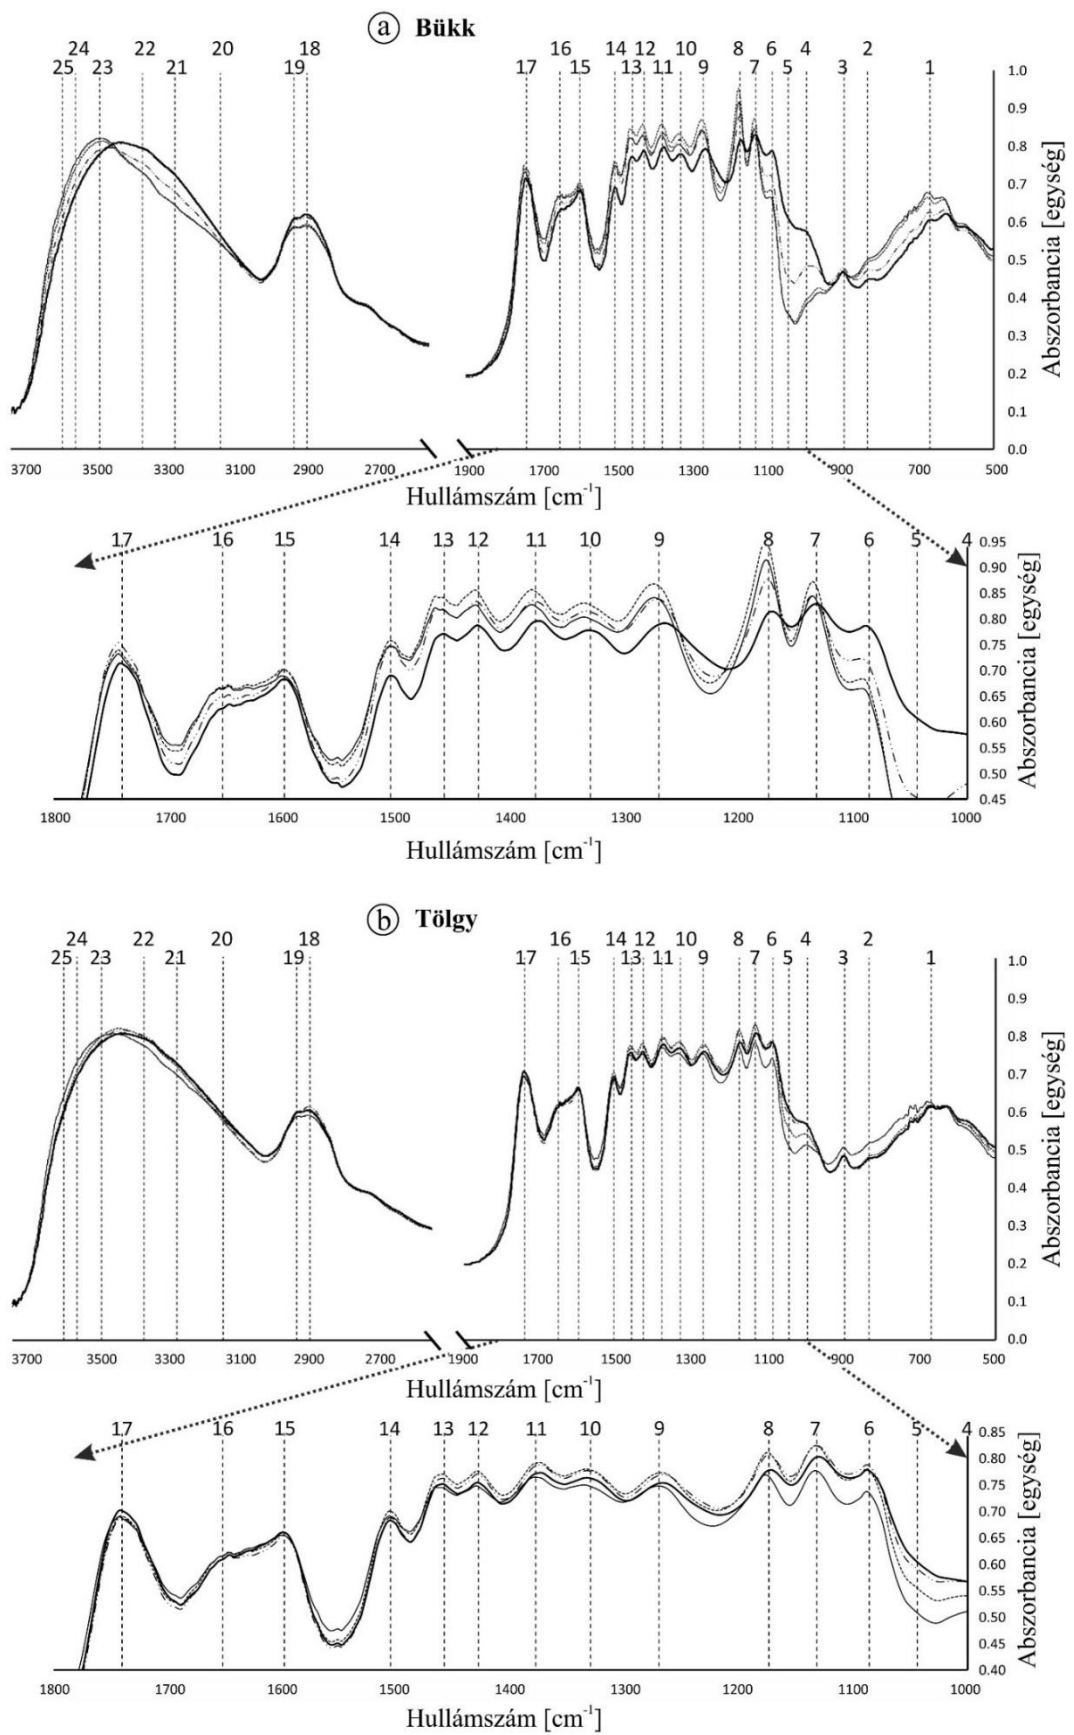 ⓐ Bükk
24 22 20 18 16 14 12 10 8 6 4 2
25 23 21 19 17 15 13 11 9 7 5 3 1
1.0
0.9
0.8
0.7
0.6
0.5
0.4
0.3
0.2
0.1
0.0
Abszorbancia [egység]
3700 3500 3300 3100 2900 2700 1900 1700 1500 1300 1100 900 700 500
Hullámszám [cm⁻¹]
17 16 15 14 13 12 11 10 9 8 7 6 5 4
0.95
0.90
0.85
0.80
0.75
0.70
0.65
0.60
0.55
0.50
0.45
Abszorbancia [egység]
1800 1700 1600 1500 1400 1300 1200 1100 1000
Hullámszám [cm⁻¹]
ⓑ Tölgy
24 22 20 18 16 14 12 10 8 6 4 2
25 23 21 19 17 15 13 11 9 7 5 3 1
1.0
0.9
0.8
0.7
0.6
0.5
0.4
0.3
0.2
0.1
0.0
Abszorbancia [egység]
3700 3500 3300 3100 2900 2700 1900 1700 1500 1300 1100 900 700 500
Hullámszám [cm⁻¹]
17 16 15 14 13 12 11 10 9 8 7 6 5 4
0.85
0.80
0.75
0.70
0.65
0.60
0.55
0.50
0.45
0.40
Abszorbancia [egység]
1800 1700 1600 1500 1400 1300 1200 1100 1000
Hullámszám [cm⁻¹]